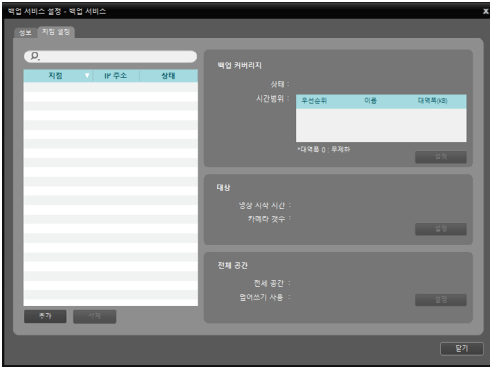 백업 서비스 설정 - 백업 서비스
정보
지점 설정
지점
IP 주소
상태
추가
삭제
백업 커버리지
상태 :
시간범위 :
우선순위
이름
대역폭(KB)
*대역폭 0 : 무제한
설정
대상
영상 시작 시간 :
카메라 갯수 :
설정
전체 공간
전체 공간 :
덮어쓰기 사용 :
설정
닫기